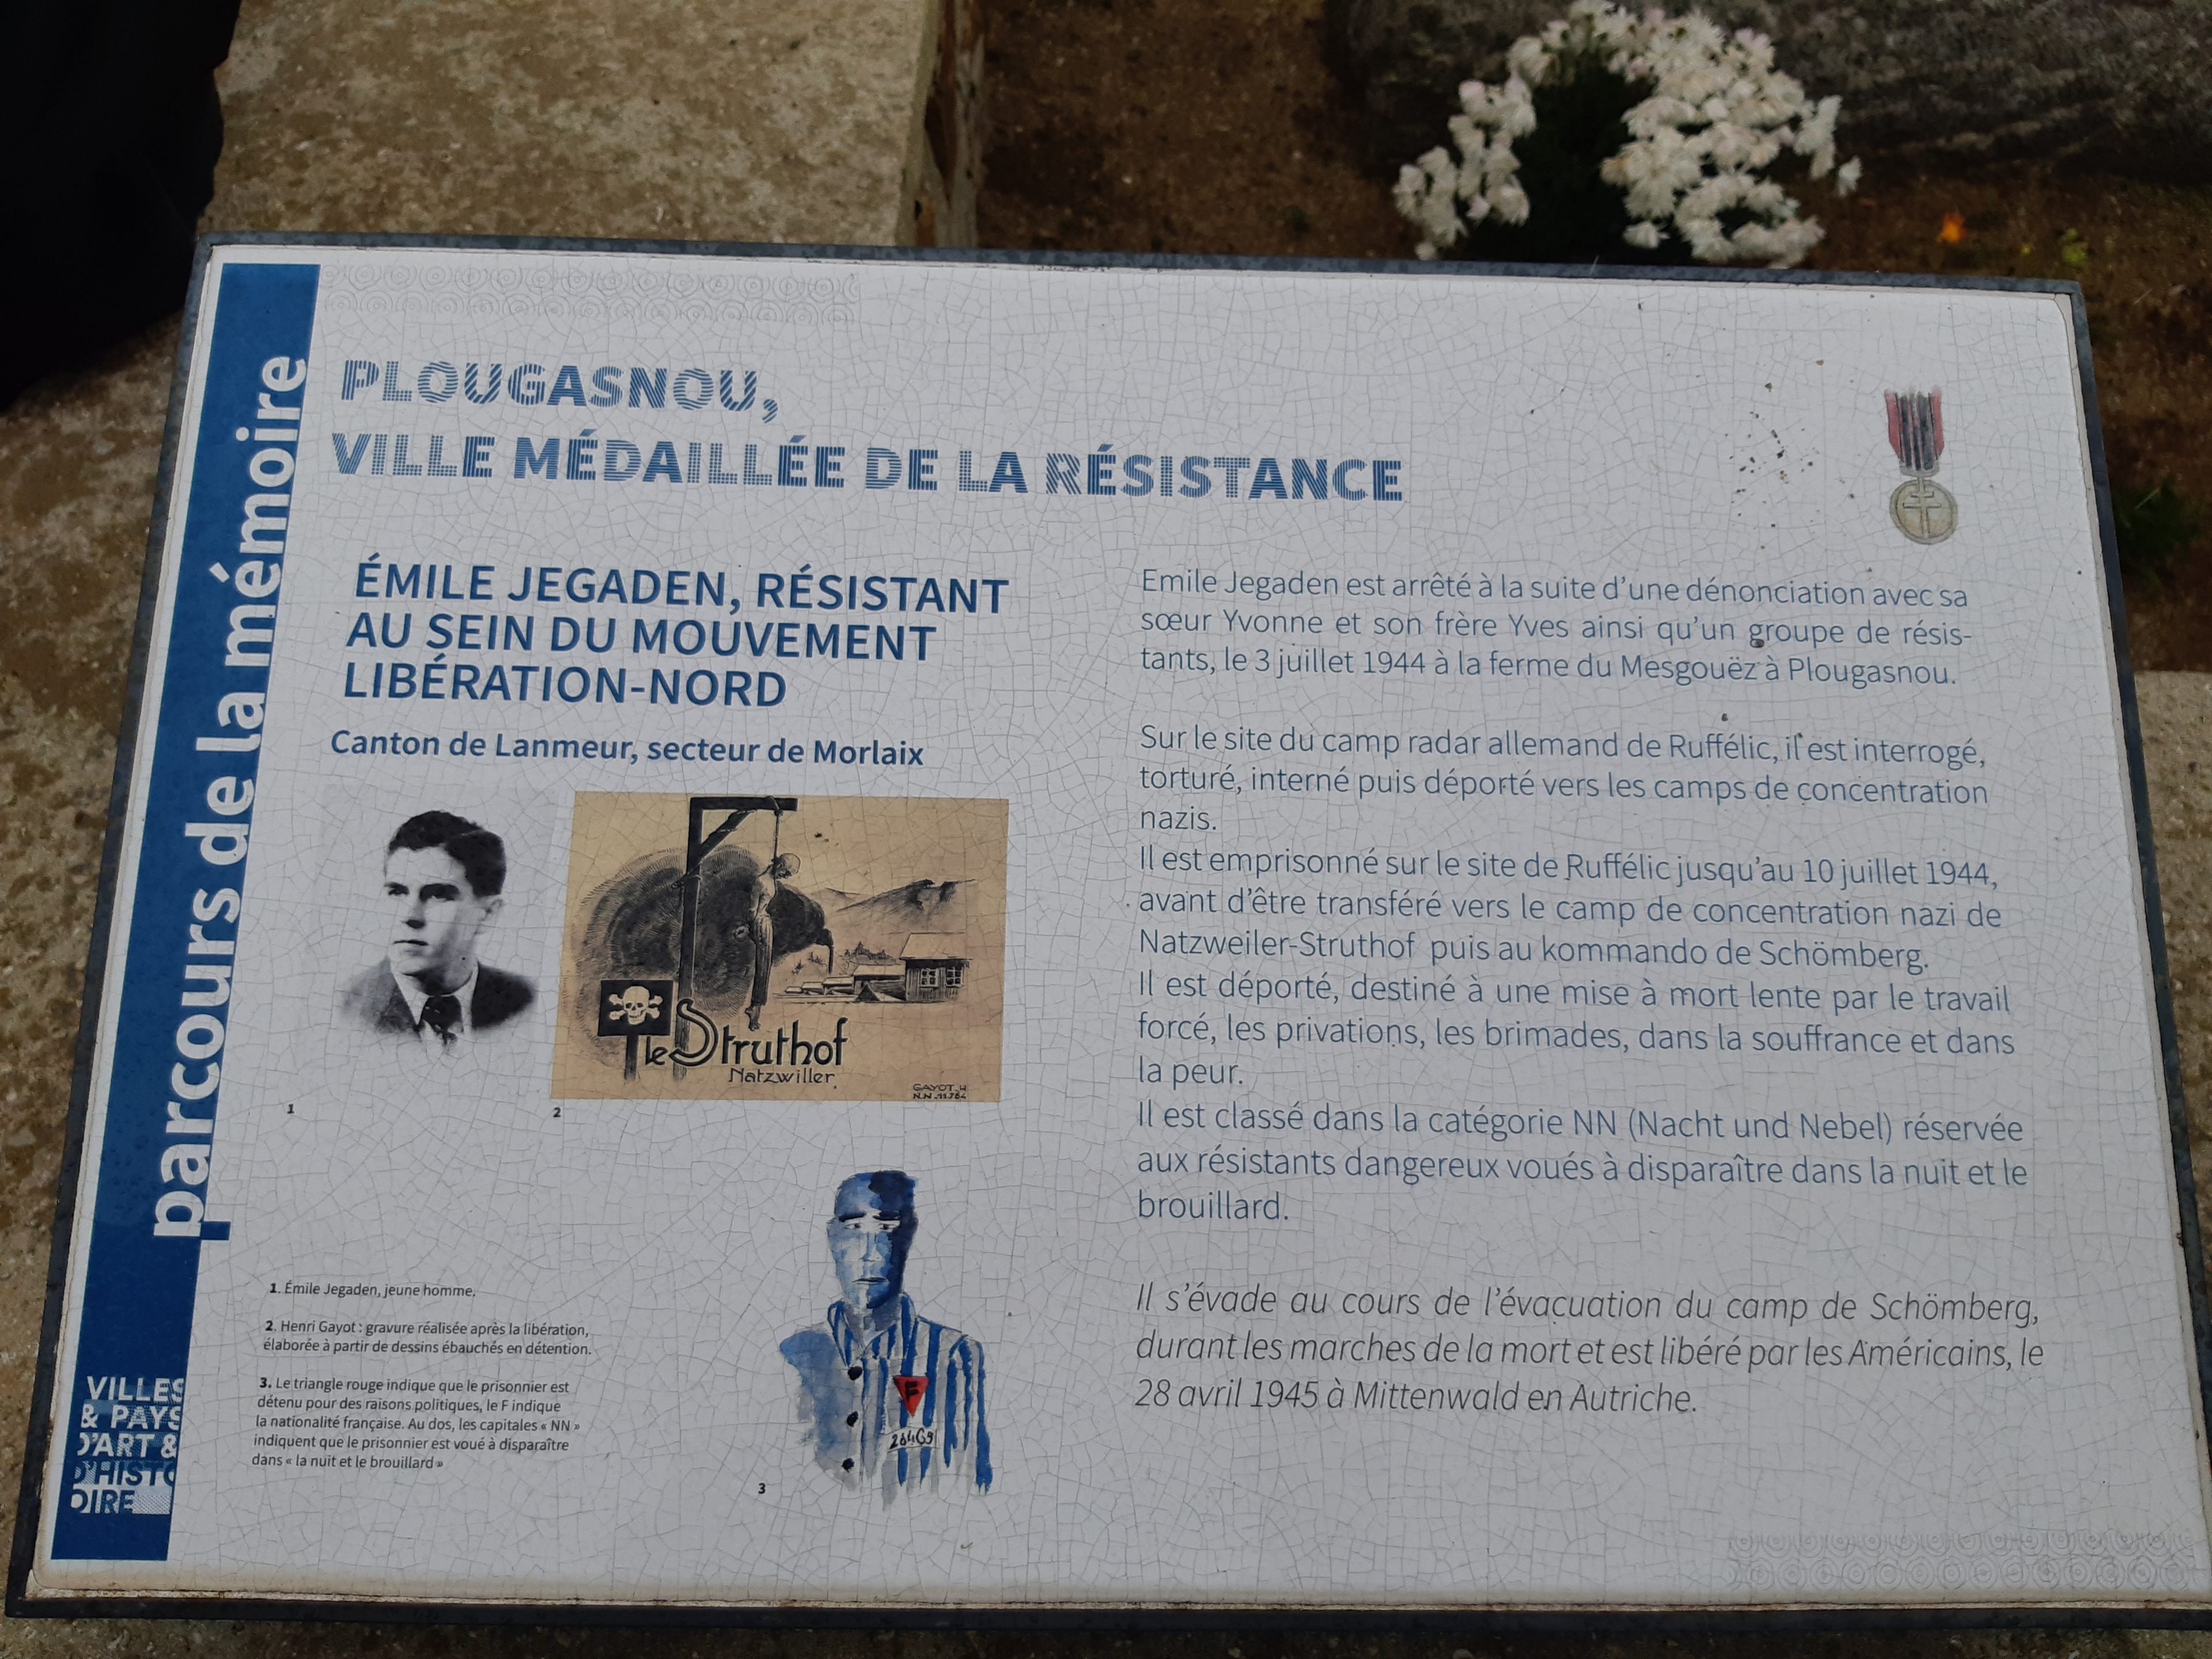 parcours de la mémoire
PLOUGASNOU,
VILLE MÉDAILLÉE DE LA RÉSISTANCE
ÉMILE JEGADEN, RÉSISTANT
AU SEIN DU MOUVEMENT
LIBÉRATION-NORD
Canton de Lanmeur, secteur de Morlaix
le Struthof
Natzwiller
GAYOT.H
N.N.-11.784
1
2
3
1. Émile Jegaden, jeune homme.
2. Henri Gayot : gravure réalisée après la libération,
élaborée à partir de dessins ébauchés en détention.
3. Le triangle rouge indique que le prisonnier est
détenu pour des raisons politiques, le F indique
la nationalité française. Au dos, les capitales « NN »
indiquent que le prisonnier est voué à disparaître
dans « la nuit et le brouillard »
F
VILLES
& PAYS
D'ART &
D'HISTO
OIRE
Emile Jegaden est arrêté à la suite d'une dénonciation avec sa
sœur Yvonne et son frère Yves ainsi qu'un groupe de résis-
tants, le 3 juillet 1944 à la ferme du Mesgouëz à Plougasnou.
Sur le site du camp radar allemand de Ruffélic, il est interrogé,
torturé, interné puis déporté vers les camps de concentration
nazis.
Il est emprisonné sur le site de Ruffélic jusqu'au 10 juillet 1944,
avant d'être transféré vers le camp de concentration nazi de
Natzweiler-Struthof puis au kommando de Schömberg.
Il est déporté, destiné à une mise à mort lente par le travail
forcé, les privations, les brimades, dans la souffrance et dans
la peur.
Il est classé dans la catégorie NN (Nacht und Nebel) réservée
aux résistants dangereux voués à disparaître dans la nuit et le
brouillard.
Il s'évade au cours de l'évacuation du camp de Schömberg,
durant les marches de la mort et est libéré par les Américains, le
28 avril 1945 à Mittenwald en Autriche.